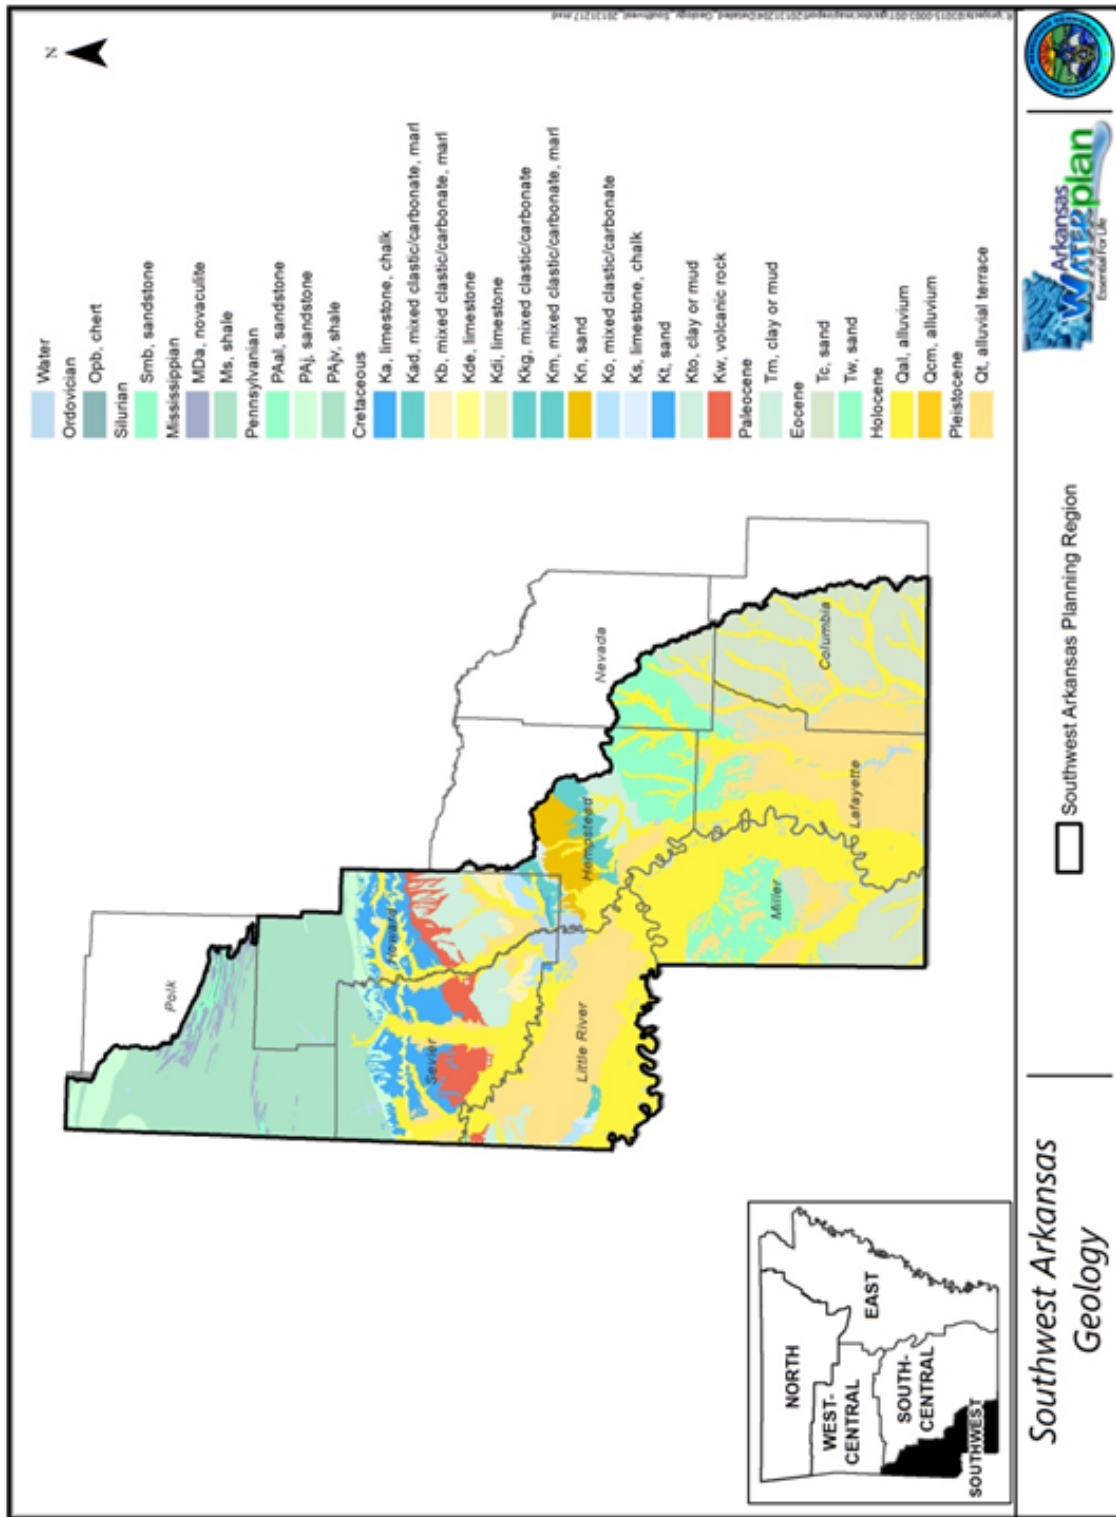 N
Water
Ordovician
Opb, chert
Silurian
Smb, sandstone
Mississippian
MDa, novaculite
Ms, shale
Pennsylvanian
PAal, sandstone
PAj, sandstone
PAjv, shale
Cretaceous
Ka, limestone, chalk
Kad, mixed clastic/carbonate, marl
Kb, mixed clastic/carbonate, marl
Kde, limestone
Kdi, limestone
Kkg, mixed clastic/carbonate
Km, mixed clastic/carbonate, marl
Kn, sand
Ko, mixed clastic/carbonate
Ks, limestone, chalk
Kt, sand
Kto, clay or mud
Kw, volcanic rock
Paleocene
Tm, clay or mud
Eocene
Tc, sand
Tw, sand
Holocene
Qal, alluvium
Qcm, alluvium
Pleistocene
Qt, alluvial terrace
Polk
Howard
Sevier
Little River
Hempstead
Nevada
Miller
Lafayette
Columbia
NORTH
WEST-
CENTRAL
EAST
SOUTH-
CENTRAL
SOUTHWEST
Southwest Arkansas
Geology
Southwest Arkansas Planning Region
Arkansas
WATERplan
Essential For Life